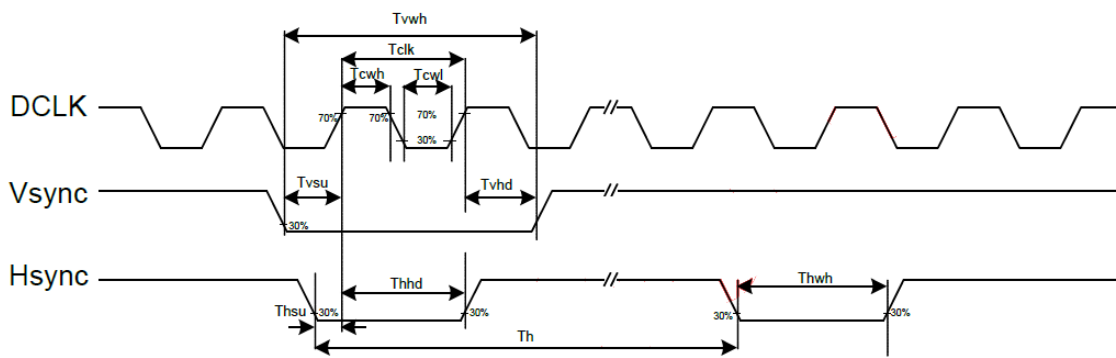 Tvwh
Tclk
Tcwh Tcwl
DCLK
70% 70% 70%
30%
Vsync
Tvsu Tvhd
30%
//
Hsync
Thhd Thwh
Thsu 30% 30% 30% 30%
Th